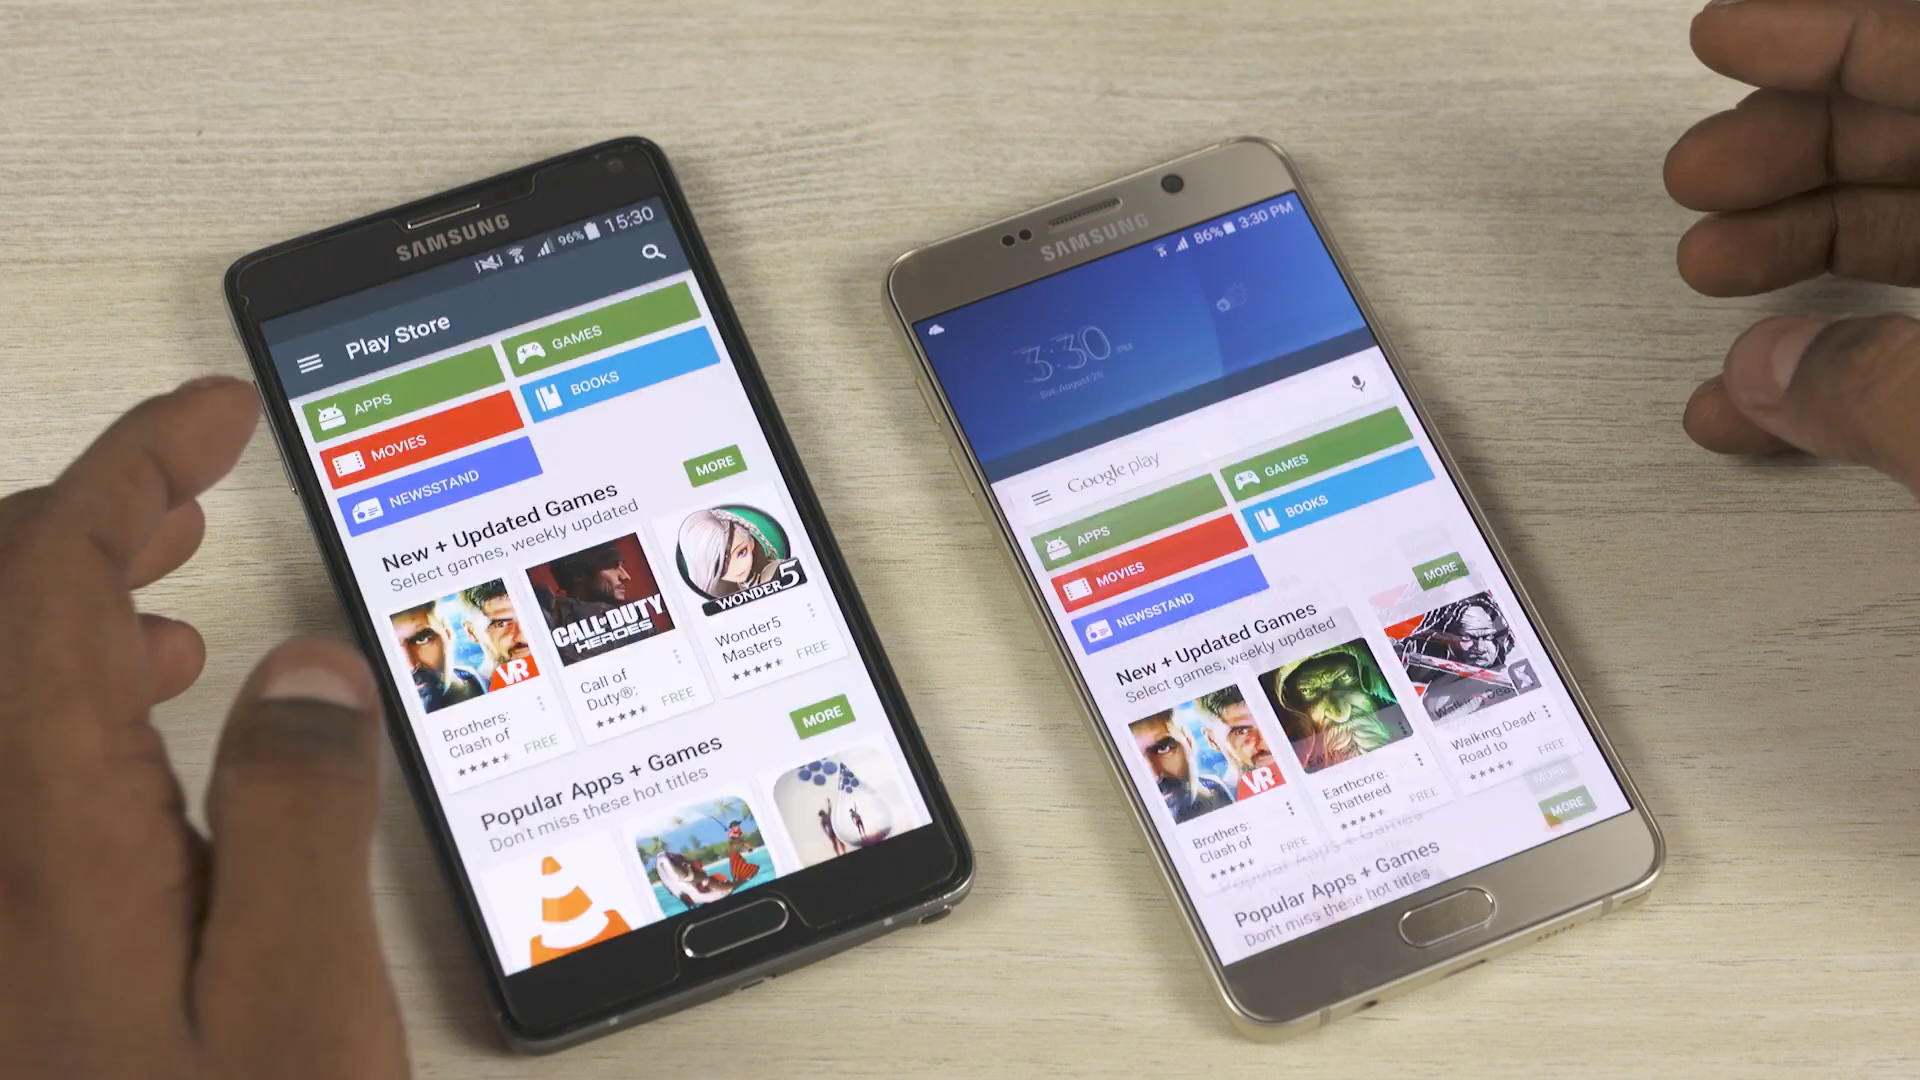 SAMSUNG
96% 15:30
Play Store
APPS
GAMES
MOVIES
BOOKS
NEWSSTAND
New + Updated Games
Select games, weekly updated
MORE
VR
CALL OF DUTY
HEROES
WONDER5
Brothers:
Clash of
FREE
Call of
Duty®:
FREE
Wonder5
Masters
FREE
Popular Apps + Games
Don't miss these hot titles
MORE
SAMSUNG
86% 3:30 PM
3:30 PM
Google play
APPS
GAMES
MOVIES
BOOKS
NEWSSTAND
New + Updated Games
Select games, weekly updated
MORE
VR
Brothers:
Clash of
FREE
Earthcore:
Shattered
FREE
Walking Dead:
Road to
FREE
MORE
Popular Apps + Games
Don't miss these hot titles
MORE